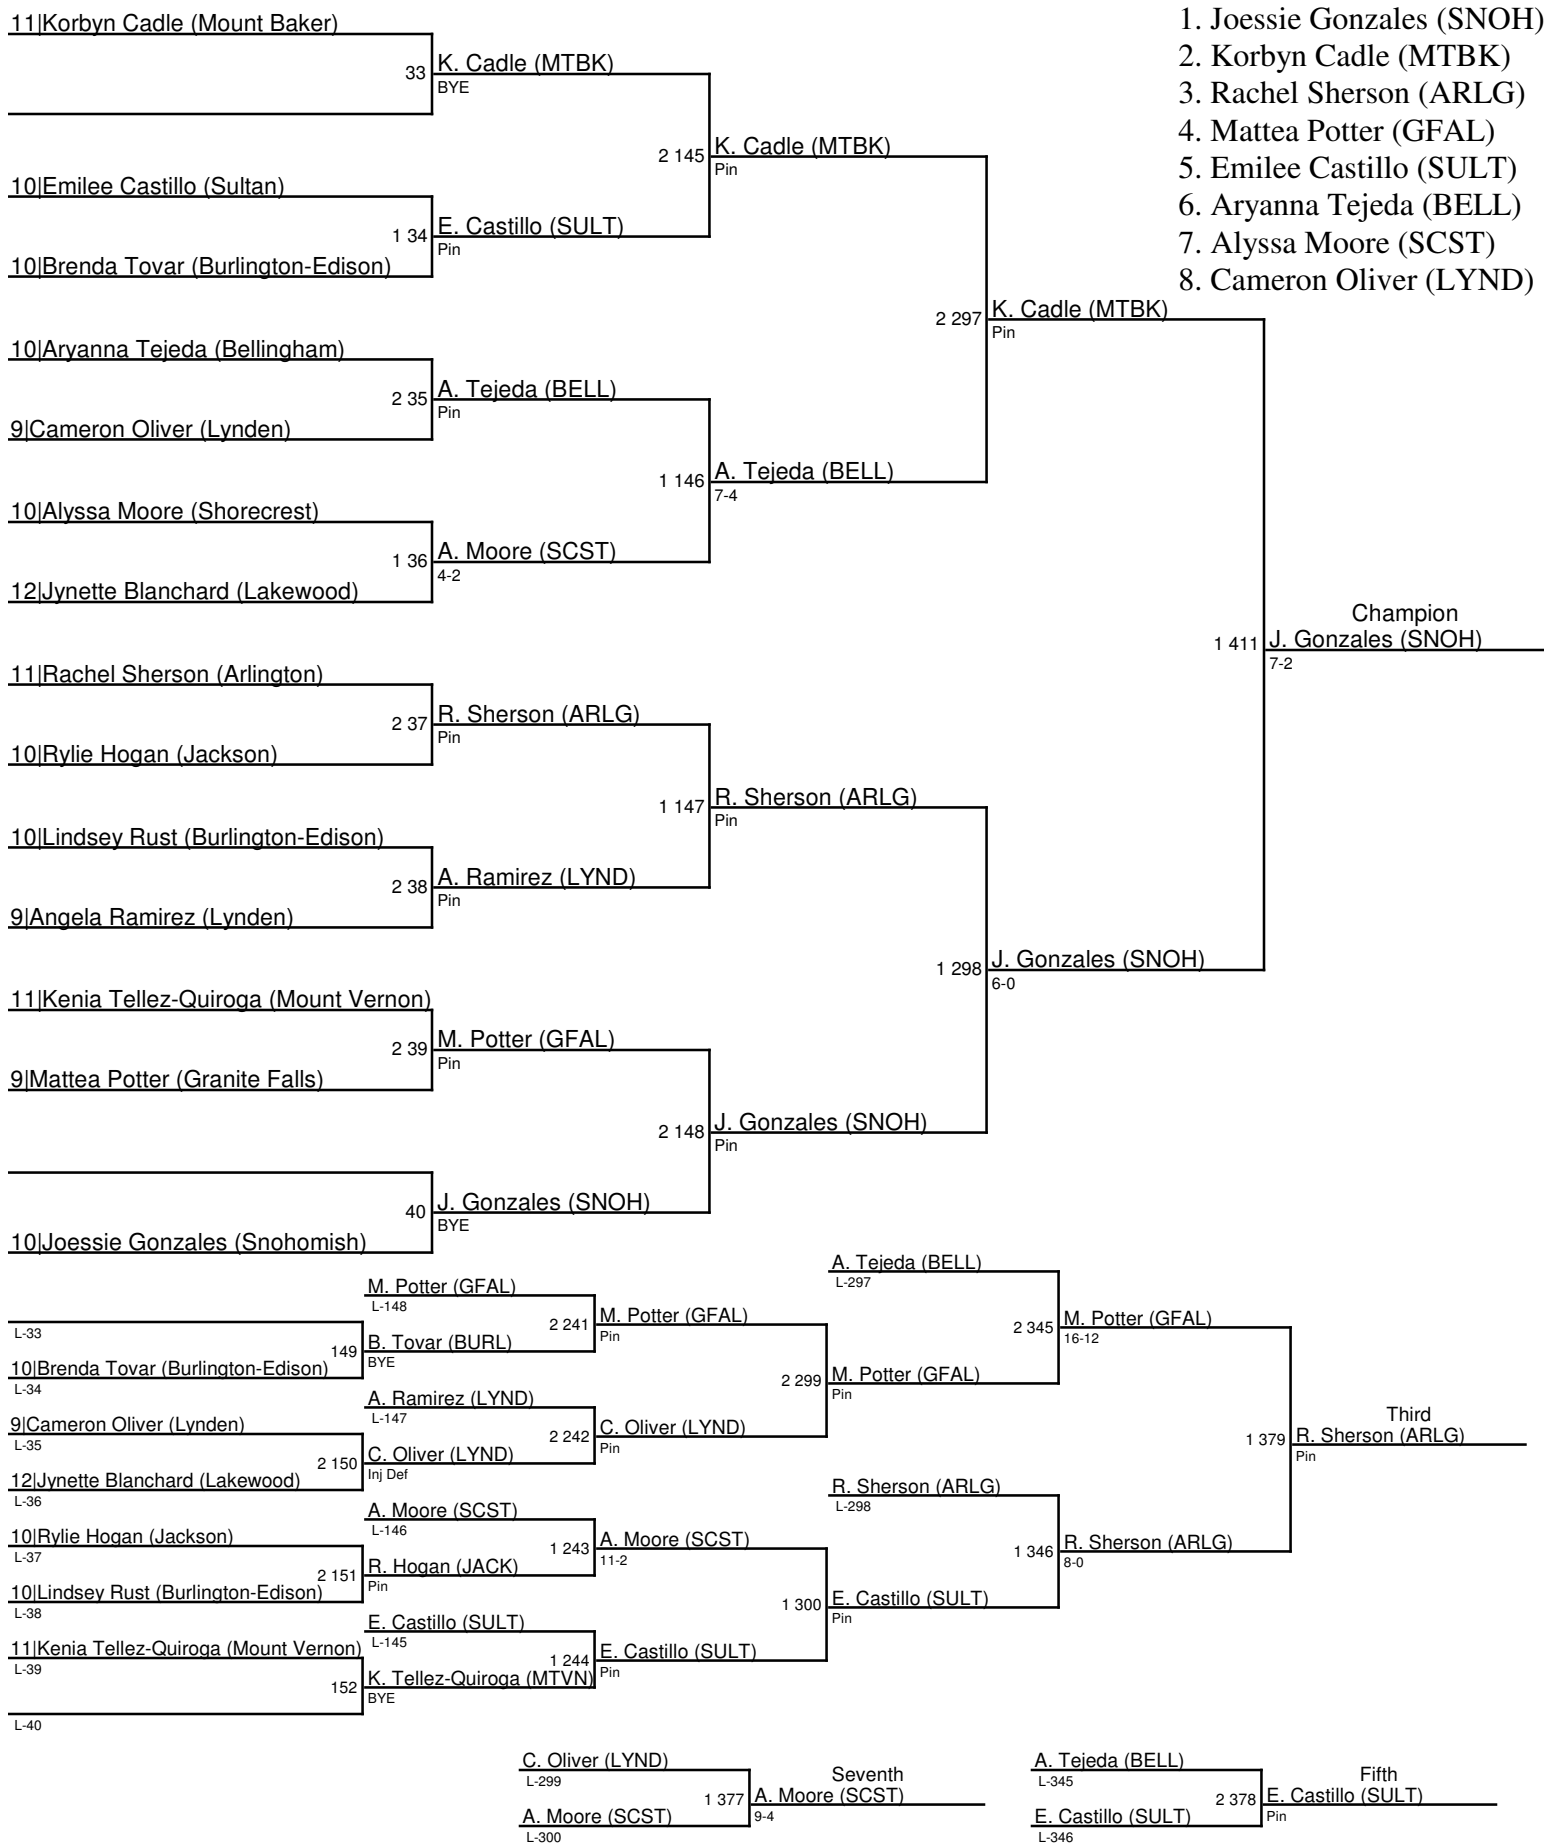 11|Korbyn Cadle (Mount Baker)
33
K. Cadle (MTBK)
BYE
2 145
K. Cadle (MTBK)
Pin
10|Emilee Castillo (Sultan)
1 34
E. Castillo (SULT)
Pin
10|Brenda Tovar (Burlington-Edison)
2 297
K. Cadle (MTBK)
Pin
10|Aryanna Tejeda (Bellingham)
2 35
A. Tejeda (BELL)
Pin
9|Cameron Oliver (Lynden)
1 146
A. Tejeda (BELL)
7-4
10|Alyssa Moore (Shorecrest)
1 36
A. Moore (SCST)
4-2
12|Jynette Blanchard (Lakewood)
1. Joessie Gonzales (SNOH)
2. Korbyn Cadle (MTBK)
3. Rachel Sherson (ARLG)
4. Mattea Potter (GFAL)
5. Emilee Castillo (SULT)
6. Aryanna Tejeda (BELL)
7. Alyssa Moore (SCST)
8. Cameron Oliver (LYND)
Champion
1 411
J. Gonzales (SNOH)
7-2
11|Rachel Sherson (Arlington)
2 37
R. Sherson (ARLG)
Pin
10|Rylie Hogan (Jackson)
1 147
R. Sherson (ARLG)
Pin
10|Lindsey Rust (Burlington-Edison)
2 38
A. Ramirez (LYND)
Pin
9|Angela Ramirez (Lynden)
1 298
J. Gonzales (SNOH)
6-0
11|Kenia Tellez-Quiroga (Mount Vernon)
2 39
M. Potter (GFAL)
Pin
9|Mattea Potter (Granite Falls)
2 148
J. Gonzales (SNOH)
Pin
40
J. Gonzales (SNOH)
BYE
10|Joessie Gonzales (Snohomish)
L-33
149
10|Brenda Tovar (Burlington-Edison)
L-34
M. Potter (GFAL)
L-148
2 241
B. Tovar (BURL)
BYE
M. Potter (GFAL)
Pin
9|Cameron Oliver (Lynden)
L-35
2 150
12|Jynette Blanchard (Lakewood)
L-36
A. Ramirez (LYND)
L-147
2 242
C. Oliver (LYND)
Inj Def
C. Oliver (LYND)
Pin
2 299
M. Potter (GFAL)
Pin
A. Tejeda (BELL)
L-297
2 345
M. Potter (GFAL)
16-12
10|Rylie Hogan (Jackson)
L-37
2 151
10|Lindsey Rust (Burlington-Edison)
L-38
A. Moore (SCST)
L-146
1 243
R. Hogan (JACK)
Pin
A. Moore (SCST)
11-2
11|Kenia Tellez-Quiroga (Mount Vernon)
L-39
152
L-40
E. Castillo (SULT)
L-145
1 244
K. Tellez-Quiroga (MTVN)
BYE
E. Castillo (SULT)
Pin
1 300
E. Castillo (SULT)
Pin
R. Sherson (ARLG)
L-298
1 346
R. Sherson (ARLG)
8-0
Third
1 379
R. Sherson (ARLG)
Pin
C. Oliver (LYND)
L-299
Seventh
1 377
A. Moore (SCST)
9-4
A. Moore (SCST)
L-300
A. Tejeda (BELL)
L-345
Fifth
2 378
E. Castillo (SULT)
Pin
E. Castillo (SULT)
L-346